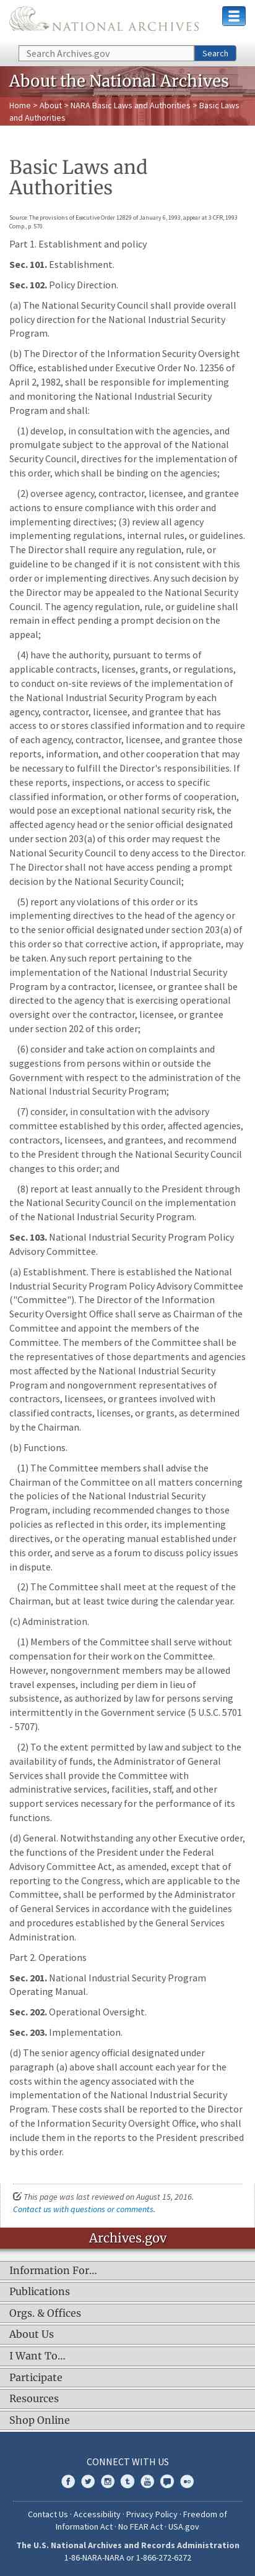 NATIONAL ARCHIVES
Search Archives.gov
Search
About the National Archives
Home > About > NARA Basic Laws and Authorities > Basic Laws
and Authorities
Basic Laws and
Authorities
Source: The provisions of Executive Order 12829 of January 6, 1993, appear at 3 CFR, 1993
Comp., p. 570.
Part 1. Establishment and policy
Sec. 101. Establishment.
Sec. 102. Policy Direction.
(a) The National Security Council shall provide overall
policy direction for the National Industrial Security
Program.
(b) The Director of the Information Security Oversight
Office, established under Executive Order No. 12356 of
April 2, 1982, shall be responsible for implementing
and monitoring the National Industrial Security
Program and shall:
(1) develop, in consultation with the agencies, and
promulgate subject to the approval of the National
Security Council, directives for the implementation of
this order, which shall be binding on the agencies;
(2) oversee agency, contractor, licensee, and grantee
actions to ensure compliance with this order and
implementing directives; (3) review all agency
implementing regulations, internal rules, or guidelines.
The Director shall require any regulation, rule, or
guideline to be changed if it is not consistent with this
order or implementing directives. Any such decision by
the Director may be appealed to the National Security
Council. The agency regulation, rule, or guideline shall
remain in effect pending a prompt decision on the
appeal;
(4) have the authority, pursuant to terms of
applicable contracts, licenses, grants, or regulations,
to conduct on-site reviews of the implementation of
the National Industrial Security Program by each
agency, contractor, licensee, and grantee that has
access to or stores classified information and to require
of each agency, contractor, licensee, and grantee those
reports, information, and other cooperation that may
be necessary to fulfill the Director's responsibilities. If
these reports, inspections, or access to specific
classified information, or other forms of cooperation,
would pose an exceptional national security risk, the
affected agency head or the senior official designated
under section 203(a) of this order may request the
National Security Council to deny access to the Director.
The Director shall not have access pending a prompt
decision by the National Security Council;
(5) report any violations of this order or its
implementing directives to the head of the agency or
to the senior official designated under section 203(a) of
this order so that corrective action, if appropriate, may
be taken. Any such report pertaining to the
implementation of the National Industrial Security
Program by a contractor, licensee, or grantee shall be
directed to the agency that is exercising operational
oversight over the contractor, licensee, or grantee
under section 202 of this order;
(6) consider and take action on complaints and
suggestions from persons within or outside the
Government with respect to the administration of the
National Industrial Security Program;
(7) consider, in consultation with the advisory
committee established by this order, affected agencies,
contractors, licensees, and grantees, and recommend
to the President through the National Security Council
changes to this order; and
(8) report at least annually to the President through
the National Security Council on the implementation
of the National Industrial Security Program.
Sec. 103. National Industrial Security Program Policy
Advisory Committee.
(a) Establishment. There is established the National
Industrial Security Program Policy Advisory Committee
("Committee"). The Director of the Information
Security Oversight Office shall serve as Chairman of the
Committee and appoint the members of the
Committee. The members of the Committee shall be
the representatives of those departments and agencies
most affected by the National Industrial Security
Program and nongovernment representatives of
contractors, licensees, or grantees involved with
classified contracts, licenses, or grants, as determined
by the Chairman.
(b) Functions.
(1) The Committee members shall advise the
Chairman of the Committee on all matters concerning
the policies of the National Industrial Security
Program, including recommended changes to those
policies as reflected in this order, its implementing
directives, or the operating manual established under
this order, and serve as a forum to discuss policy issues
in dispute.
(2) The Committee shall meet at the request of the
Chairman, but at least twice during the calendar year.
(c) Administration.
(1) Members of the Committee shall serve without
compensation for their work on the Committee.
However, nongovernment members may be allowed
travel expenses, including per diem in lieu of
subsistence, as authorized by law for persons serving
intermittently in the Government service (5 U.S.C. 5701
- 5707).
(2) To the extent permitted by law and subject to the
availability of funds, the Administrator of General
Services shall provide the Committee with
administrative services, facilities, staff, and other
support services necessary for the performance of its
functions.
(d) General. Notwithstanding any other Executive order,
the functions of the President under the Federal
Advisory Committee Act, as amended, except that of
reporting to the Congress, which are applicable to the
Committee, shall be performed by the Administrator
of General Services in accordance with the guidelines
and procedures established by the General Services
Administration.
Part 2. Operations
Sec. 201. National Industrial Security Program
Operating Manual.
Sec. 202. Operational Oversight.
Sec. 203. Implementation.
(d) The senior agency official designated under
paragraph (a) above shall account each year for the
costs within the agency associated with the
implementation of the National Industrial Security
Program. These costs shall be reported to the Director
of the Information Security Oversight Office, who shall
include them in the reports to the President prescribed
by this order.
This page was last reviewed on August 15, 2016.
Contact us with questions or comments.
Archives.gov
Information For...
Publications
Orgs. & Offices
About Us
I Want To...
Participate
Resources
Shop Online
CONNECT WITH US
Contact Us · Accessibility · Privacy Policy · Freedom of
Information Act · No FEAR Act · USA.gov
The U.S. National Archives and Records Administration
1-86-NARA-NARA or 1-866-272-6272